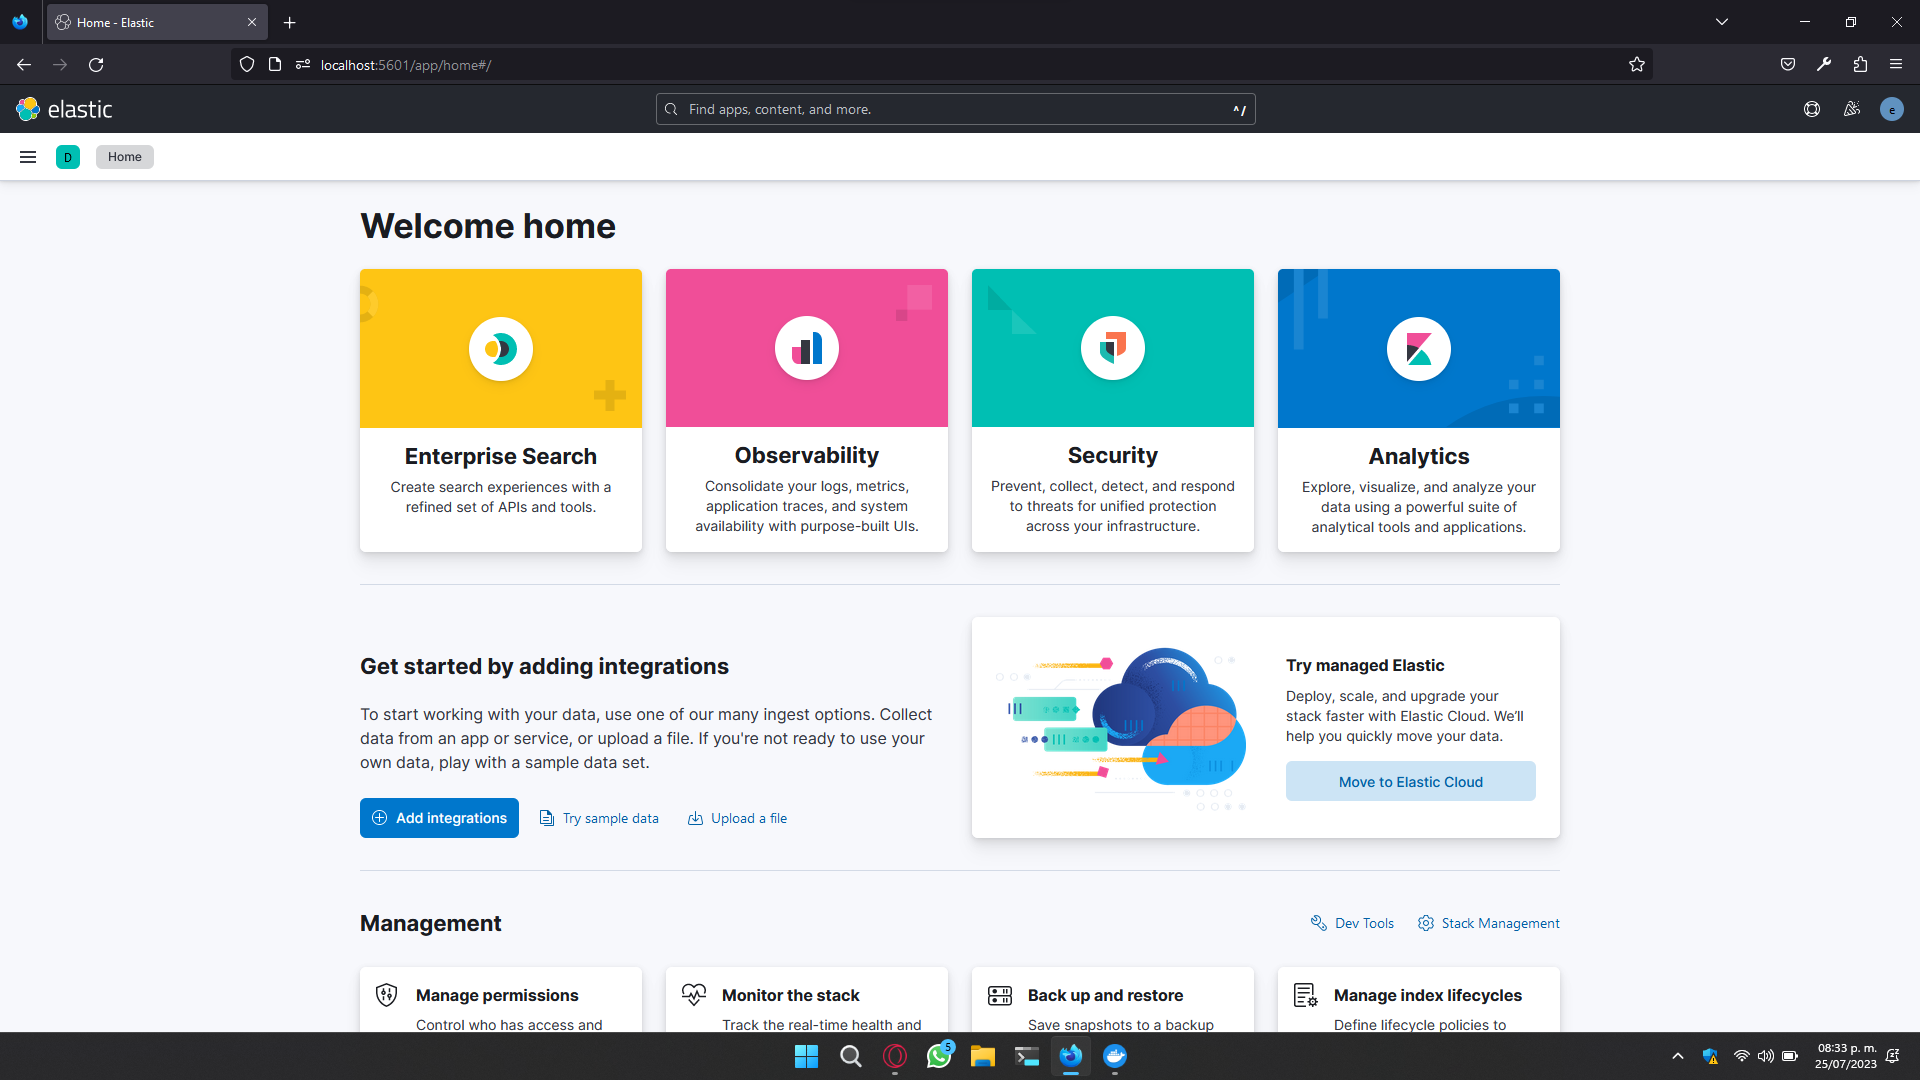 Home - Elastic
localhost:5601/app/home#/
elastic
Find apps, content, and more.
^/
e
D
Home
Welcome home
Enterprise Search
Create search experiences with a
refined set of APIs and tools.
Observability
Consolidate your logs, metrics,
application traces, and system
availability with purpose-built UIs.
Security
Prevent, collect, detect, and respond
to threats for unified protection
across your infrastructure.
Analytics
Explore, visualize, and analyze your
data using a powerful suite of
analytical tools and applications.
Get started by adding integrations
To start working with your data, use one of our many ingest options. Collect
data from an app or service, or upload a file. If you're not ready to use your
own data, play with a sample data set.
Add integrations
Try sample data
Upload a file
Try managed Elastic
Deploy, scale, and upgrade your
stack faster with Elastic Cloud. We’ll
help you quickly move your data.
Move to Elastic Cloud
Management
Dev Tools
Stack Management
Manage permissions
Control who has access and
Monitor the stack
Track the real-time health and
Back up and restore
Save snapshots to a backup
Manage index lifecycles
Define lifecycle policies to
5
08:33 p. m.
25/07/2023